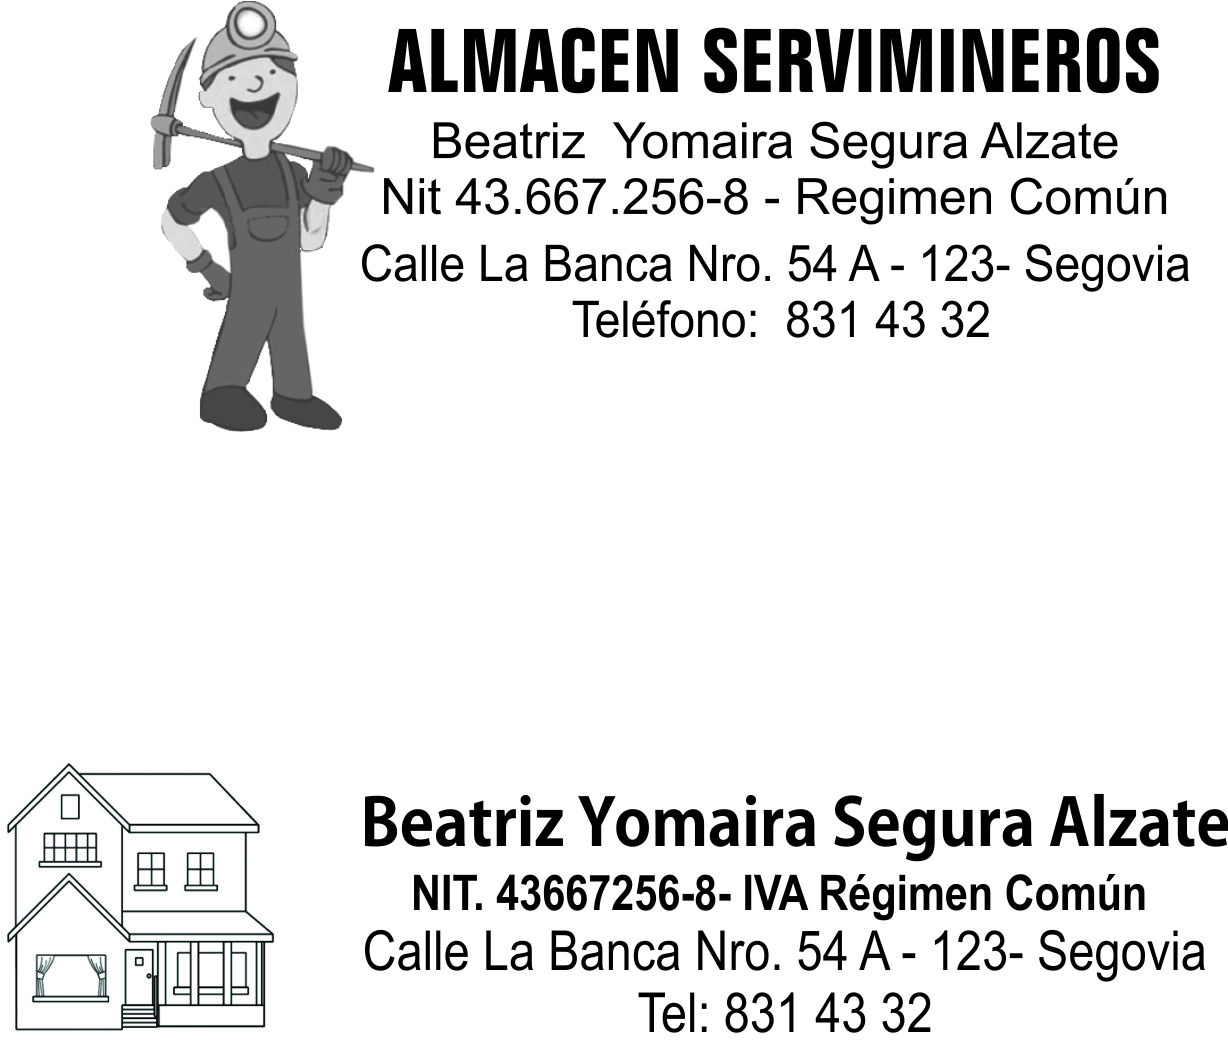 ALMACEN SERVIMINEROS
Beatriz Yomaira Segura Alzate
Nit 43.667.256-8 - Regimen Común
Calle La Banca Nro. 54 A - 123- Segovia
Teléfono: 831 43 32
Beatriz Yomaira Segura Alzate
NIT. 43667256-8- IVA Régimen Común
Calle La Banca Nro. 54 A - 123- Segovia
Tel: 831 43 32